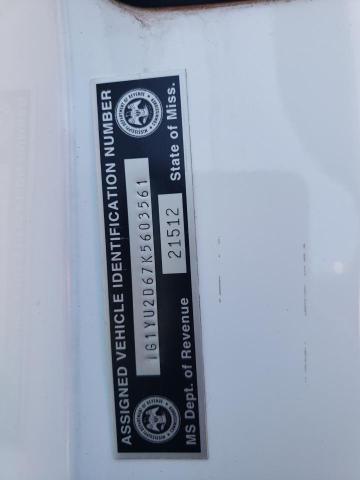 ASSIGNED VEHICLE IDENTIFICATION NUMBER
1G1YU2D67K5603561
21512
MS Dept. of Revenue State of Miss.